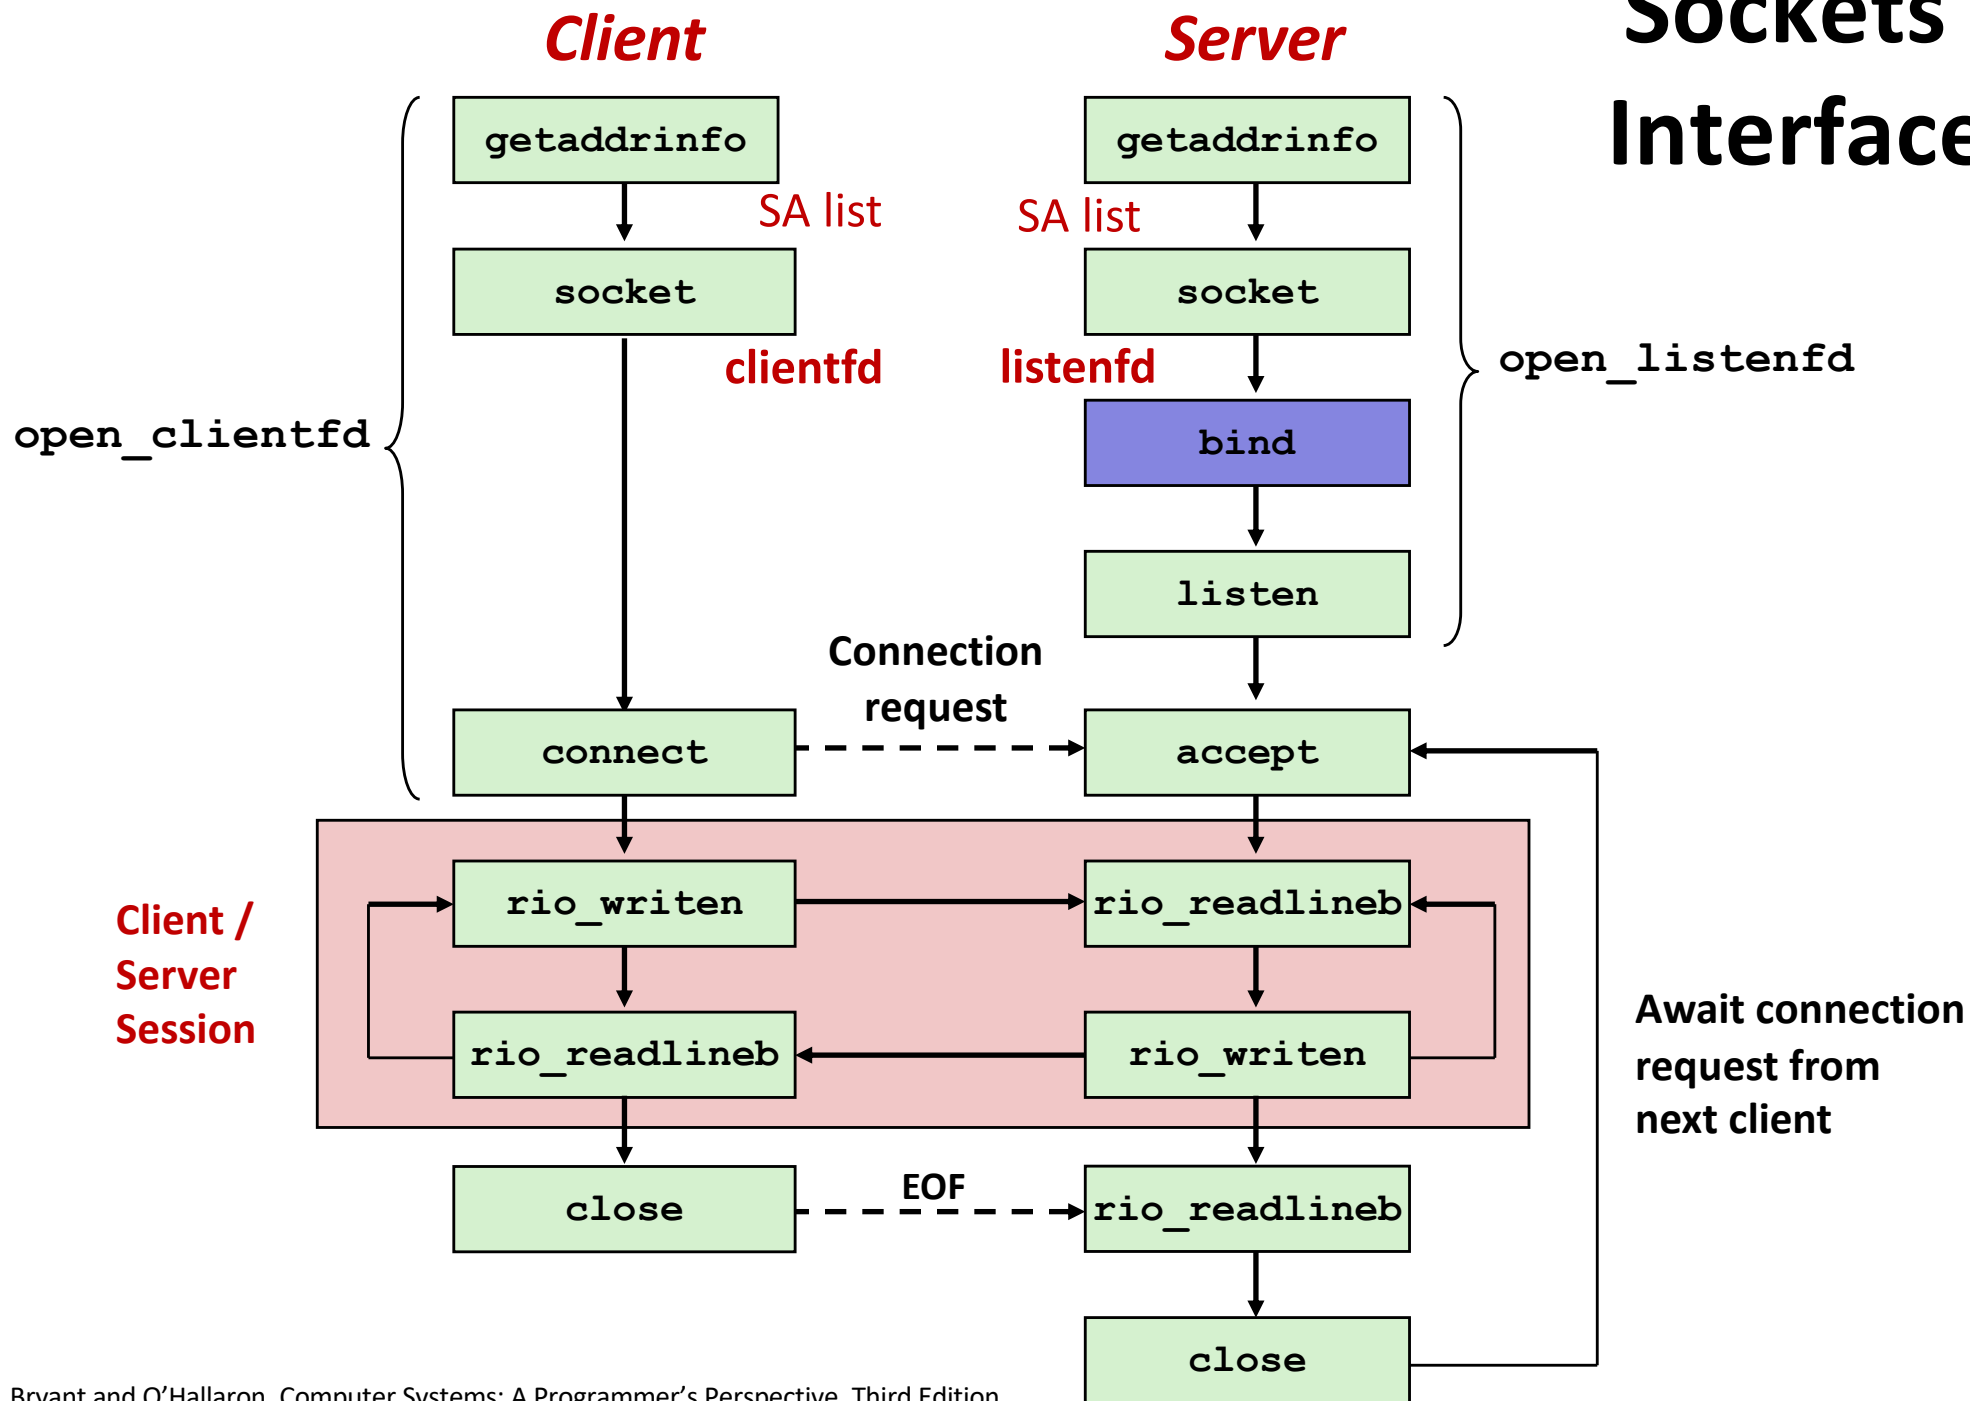 Client
Server
Sockets
Interface
getaddrinfo
getaddrinfo
SA list
SA list
socket
socket
clientfd
listenfd
open_listenfd
open_clientfd
bind
listen
Connection
request
connect
accept
rio_writen
rio_readlineb
Client /
Server
Session
rio_readlineb
rio_writen
Await connection
request from
next client
close
EOF
rio_readlineb
close
Bryant and O'Hallaron, Computer Systems: A Programmer's Perspective, Third Edition